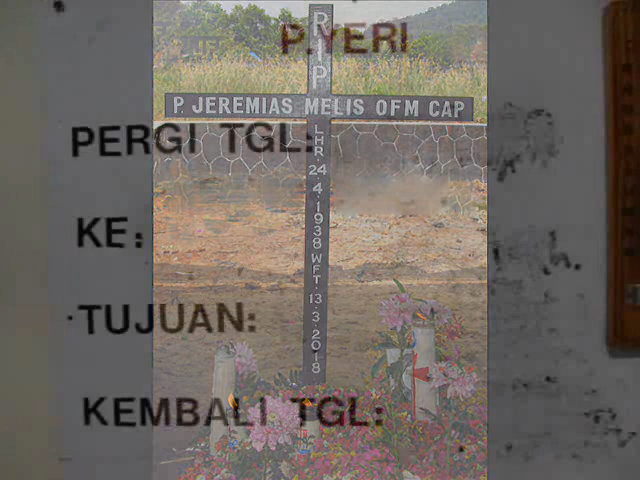 P.YERI
RIP
P. JEREMIAS MELIS OFM CAP
LHR. 24.4.1938 WFT. 13.3.2018
PERGI TGL:
KE:
TUJUAN:
KEMBALI TGL: